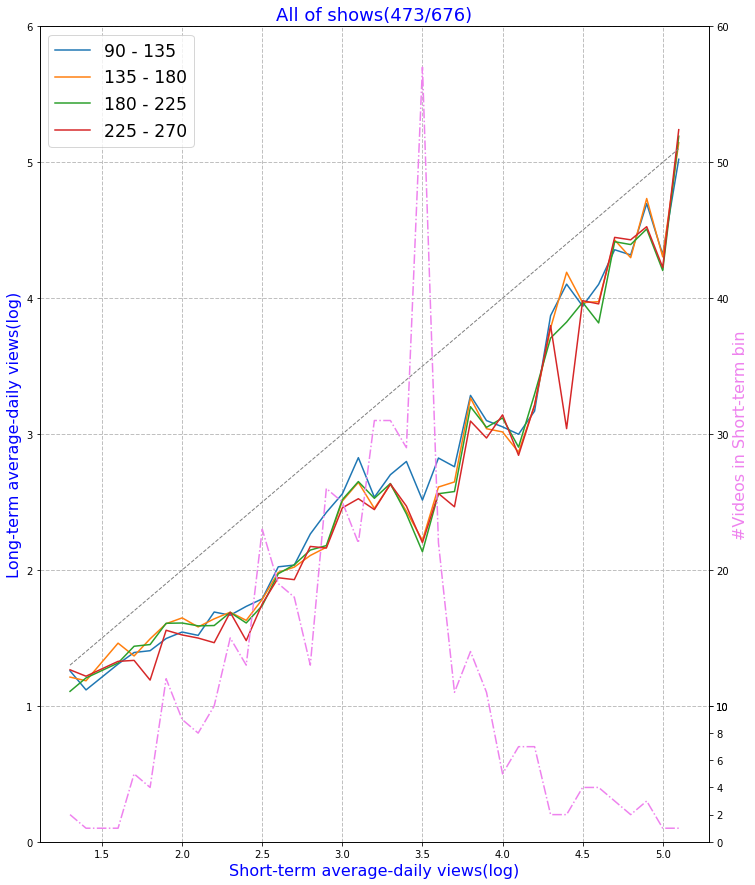 All of shows(473/676)
90 - 135
135 - 180
180 - 225
225 - 270
6
5
4
3
2
1
0
Long-term average-daily views(log)
60
50
40
30
20
10
10
8
6
4
2
0
#Videos in Short-term bin
1.5 2.0 2.5 3.0 3.5 4.0 4.5 5.0
Short-term average-daily views(log)